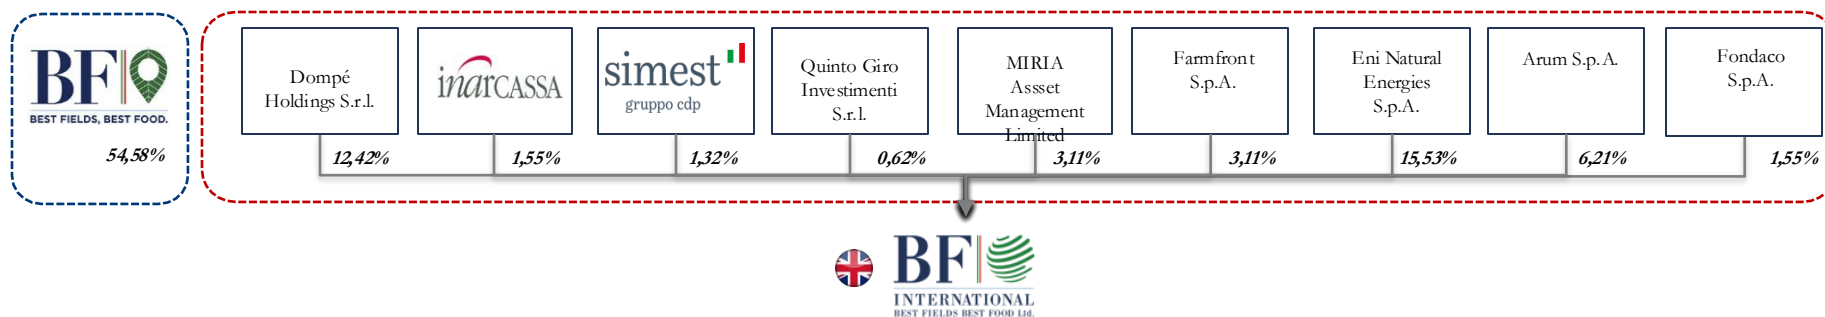 BF
BEST FIELDS, BEST FOOD.
54,58%
Dompé
Holdings S.r.l.
12,42%
inarCASSA
1,55%
simest
gruppo cdp
1,32%
Quinto Giro
Investimenti
S.r.l.
0,62%
MIRIA
Assset
Management
Limited
3,11%
Farmfront
S.p.A.
3,11%
Eni Natural
Energies
S.p.A.
15,53%
Arum S.p.A.
6,21%
Fondaco
S.p.A.
1,55%
BF
INTERNATIONAL
BEST FIELDS BEST FOOD Ltd.